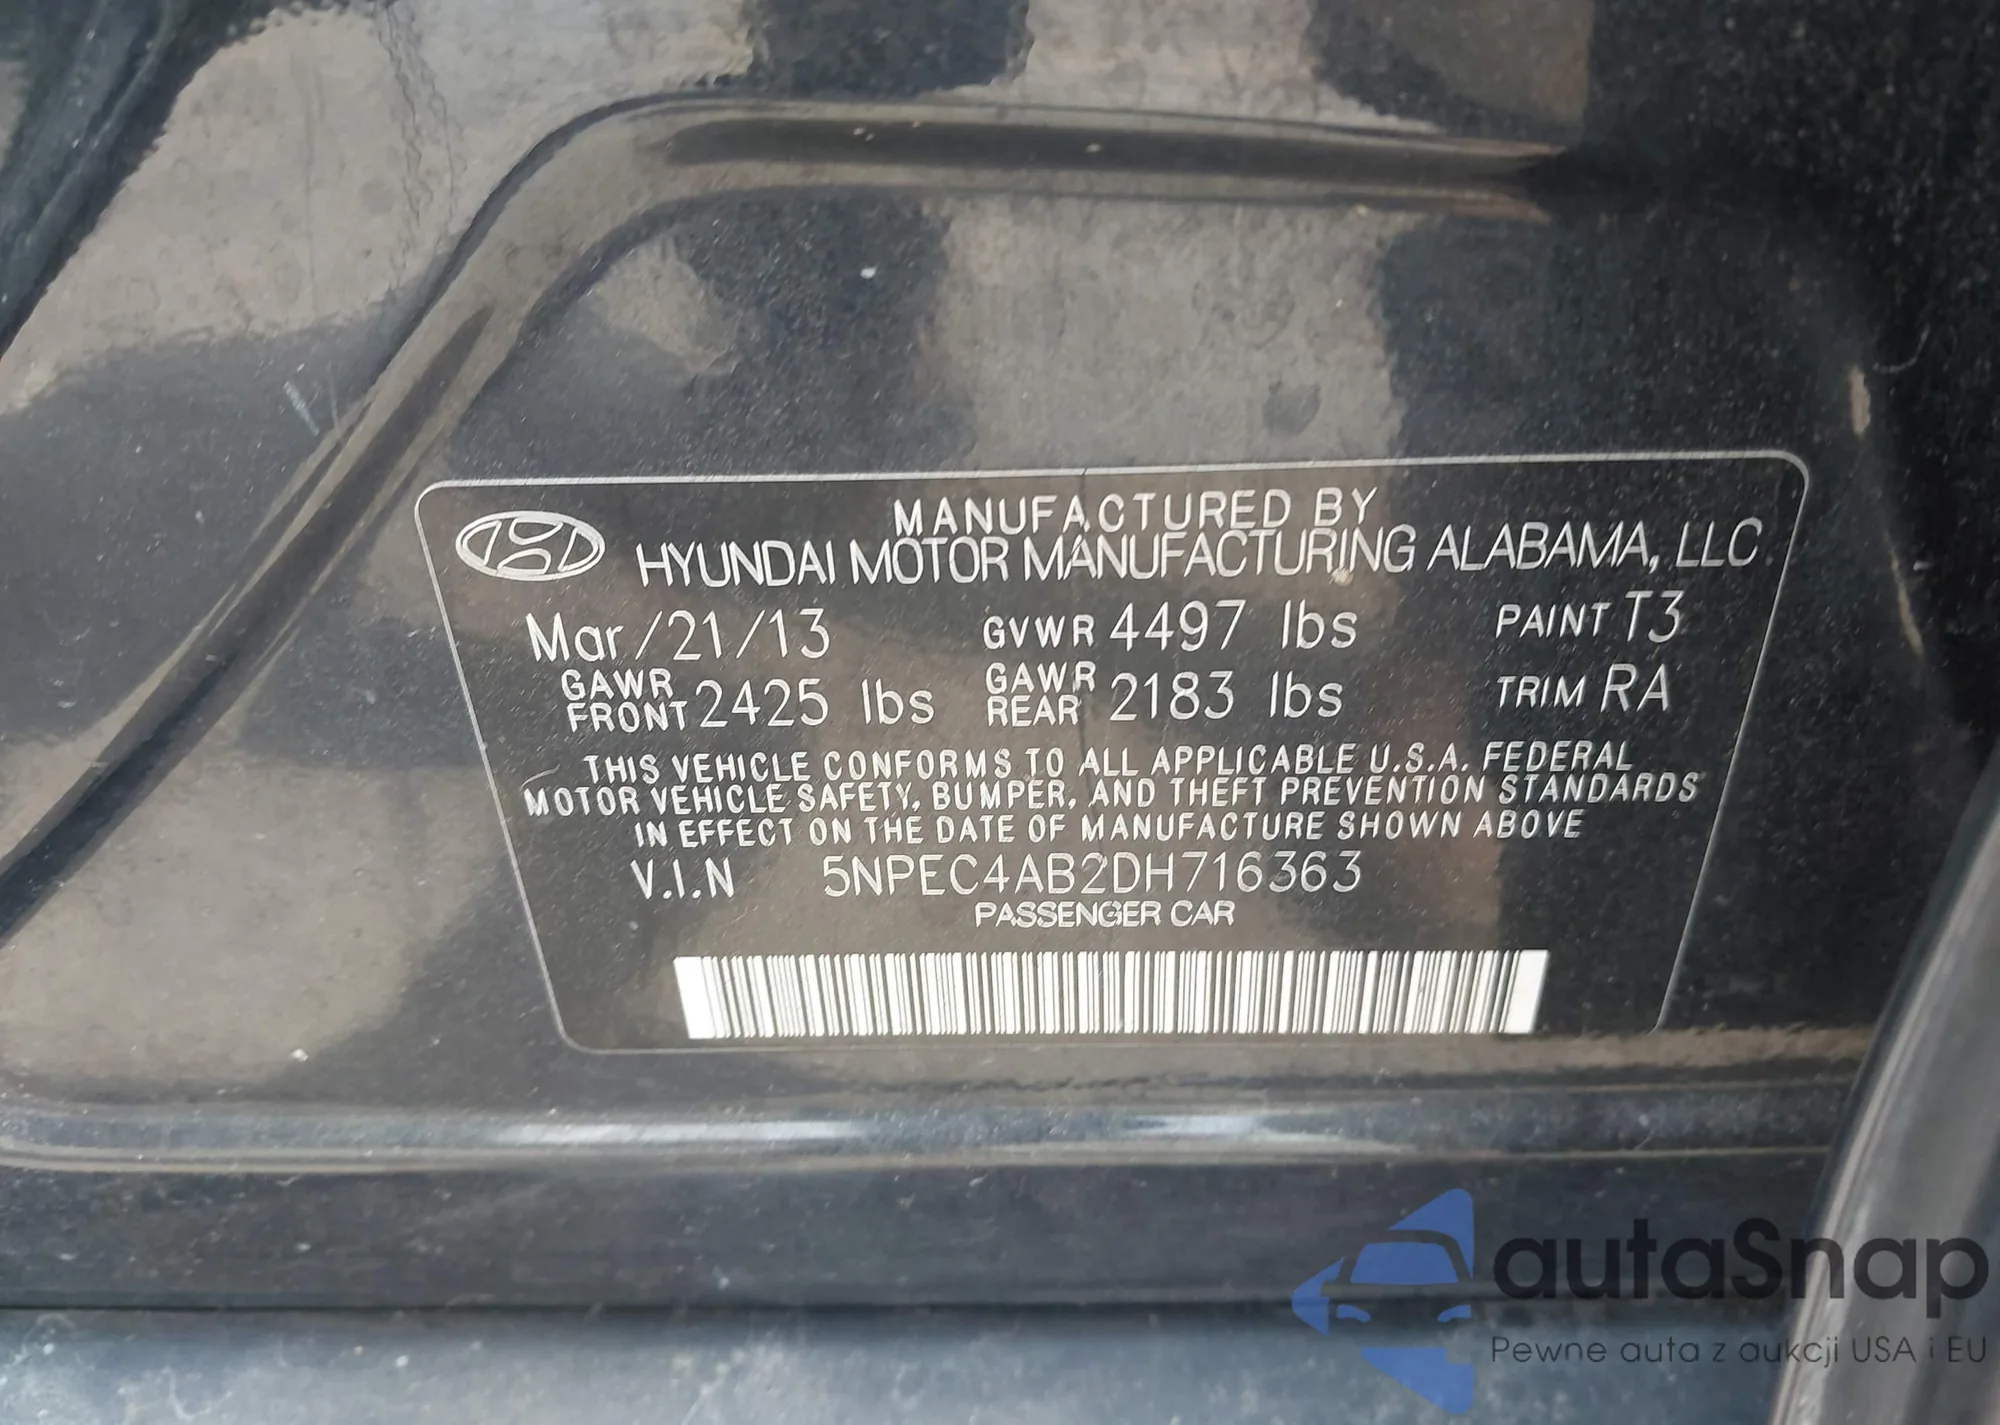 MANUFACTURED BY
HYUNDAI MOTOR MANUFACTURING ALABAMA, LLC
Mar/21/13 GVWR 4497 lbs PAINT T3
GAWR FRONT 2425 lbs GAWR REAR 2183 lbs TRIM RA
THIS VEHICLE CONFORMS TO ALL APPLICABLE U.S.A. FEDERAL
MOTOR VEHICLE SAFETY, BUMPER, AND THEFT PREVENTION STANDARDS
IN EFFECT ON THE DATE OF MANUFACTURE SHOWN ABOVE
V.I.N 5NPEC4AB2DH716363
PASSENGER CAR
autaSnap
Pewne auta z aukcji USA i EU